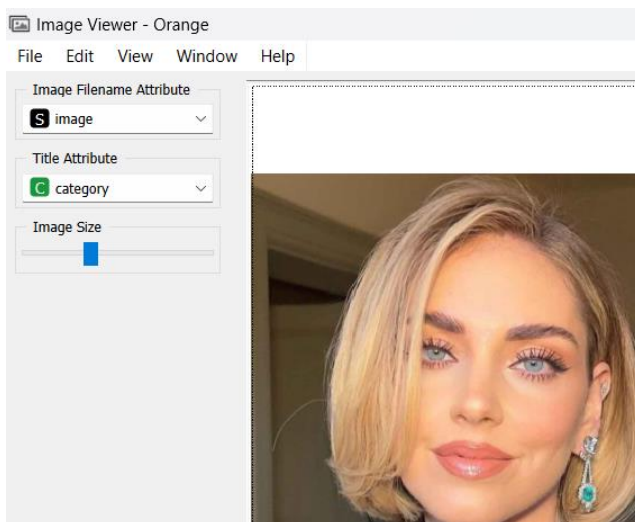 Image Viewer - Orange
File Edit View Window Help
Image Filename Attribute
S image
Title Attribute
C category
Image Size